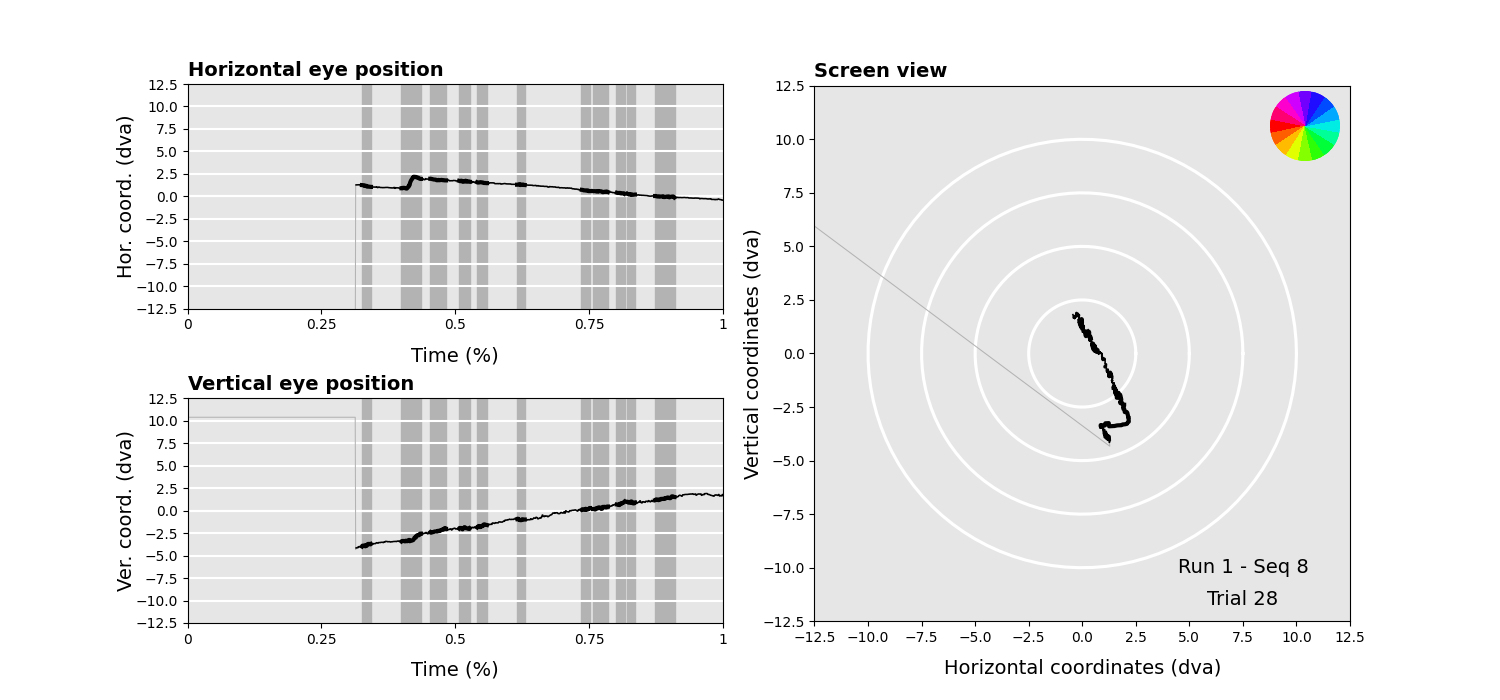 Horizontal eye position
12.5
10.0
7.5
5.0
2.5
0.0
−2.5
−5.0
−7.5
−10.0
−12.5
Hor. coord. (dva)
0 0.25 0.5 0.75 1
Time (%)
Vertical eye position
12.5
10.0
7.5
5.0
2.5
0.0
−2.5
−5.0
−7.5
−10.0
−12.5
Ver. coord. (dva)
0 0.25 0.5 0.75 1
Time (%)
Screen view
12.5
10.0
7.5
5.0
2.5
0.0
−2.5
−5.0
−7.5
−10.0
−12.5
Vertical coordinates (dva)
Run 1 - Seq 8
Trial 28
−12.5 −10.0 −7.5 −5.0 −2.5 0.0 2.5 5.0 7.5 10.0 12.5
Horizontal coordinates (dva)